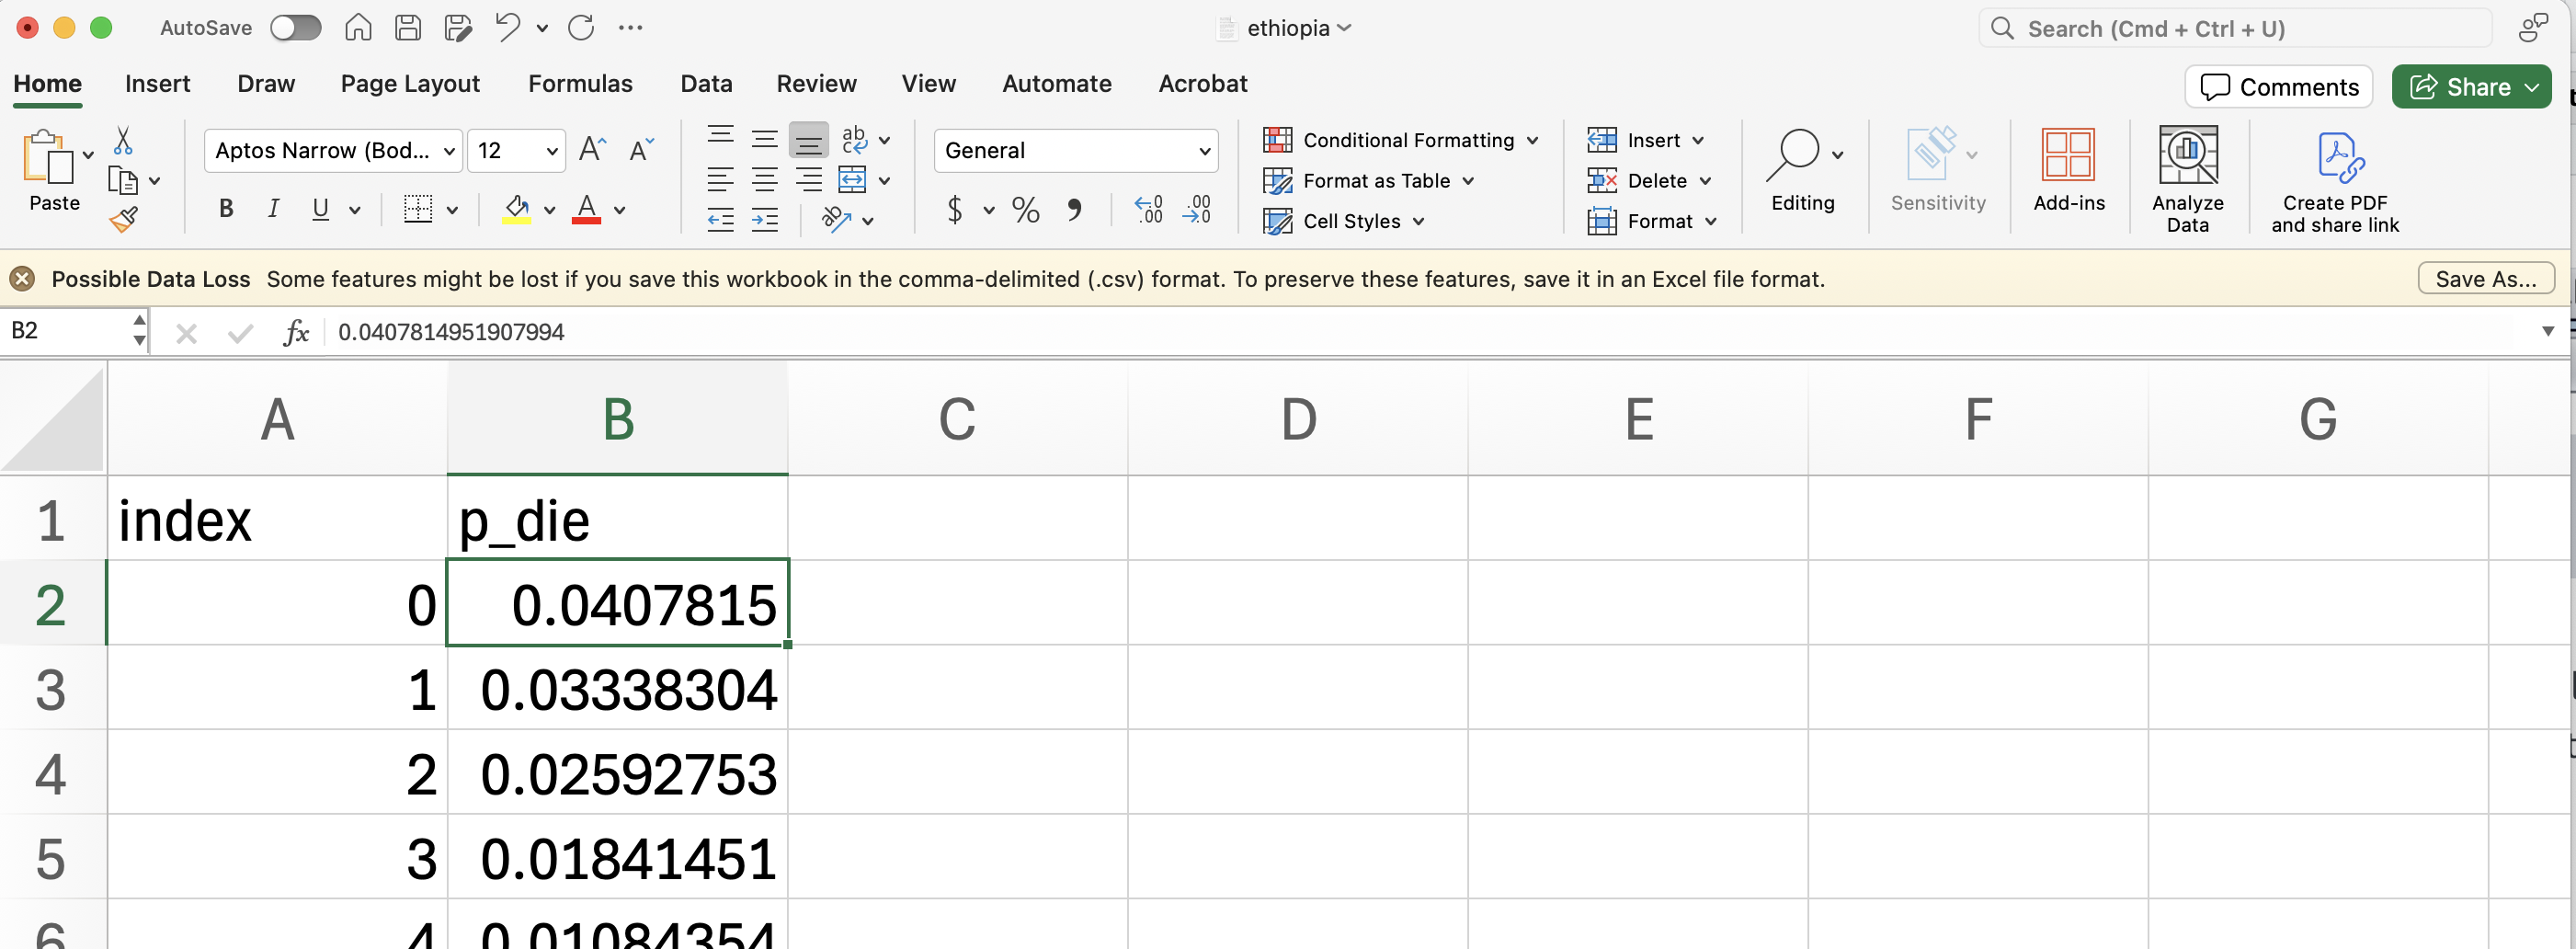 AutoSave ethiopia Search (Cmd + Ctrl + U)
Home Insert Draw Page Layout Formulas Data Review View Automate Acrobat Comments Share
Paste
Aptos Narrow (Bod... 12
B I U
General
$ % 9 .00 .00
Conditional Formatting
Format as Table
Cell Styles
Insert
Delete
Format
Editing
Sensitivity
Add-ins
Analyze
Data
Create PDF
and share link
Possible Data Loss Some features might be lost if you save this workbook in the comma-delimited (.csv) format. To preserve these features, save it in an Excel file format. Save As...
B2 fx 0.0407814951907994
A B C D E F G
1 index p_die
2 0 0.0407815
3 1 0.03338304
4 2 0.02592753
5 3 0.01841451
6 4 0.01084354